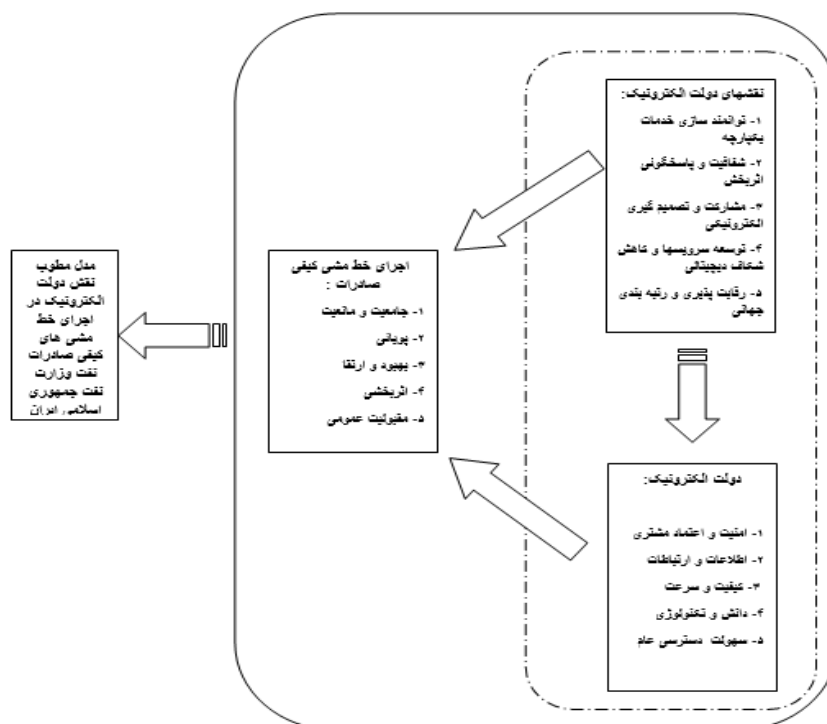 نقشهای دولت الکترونیک:
۱- توانمند سازی خدمات
یکپارچه
۲- شفافیت و پاسخگوئی
اثربخش
۳- مشارکت و تصمیم گیری
الکترونیکی
۴- توسعه سرویسها و کاهش
شکاف دیجیتالی
۵- رقابت پذیری و رتبه بندی
جهانی
دولت الکترونیک:
۱- امنیت و اعتماد مشتری
۲- اطلاعات و ارتباطات
۳- کیفیت و سرعت
۴- دانش و تکنولوژی
۵- سهولت دسترسی عام
اجرای خط مشی کیفی
صادرات :
۱- جامعیت و مانعیت
۲- پویائی
۳- بهبود و ارتقا
۴- اثربخشی
۵- مقبولیت عمومی
مدل مطوب
نقش دولت
الکترونیک در
اجرای خط
مشی های
کیفی صادرات
نفت وزارت
نفت جمهوری
اسلامی ایران